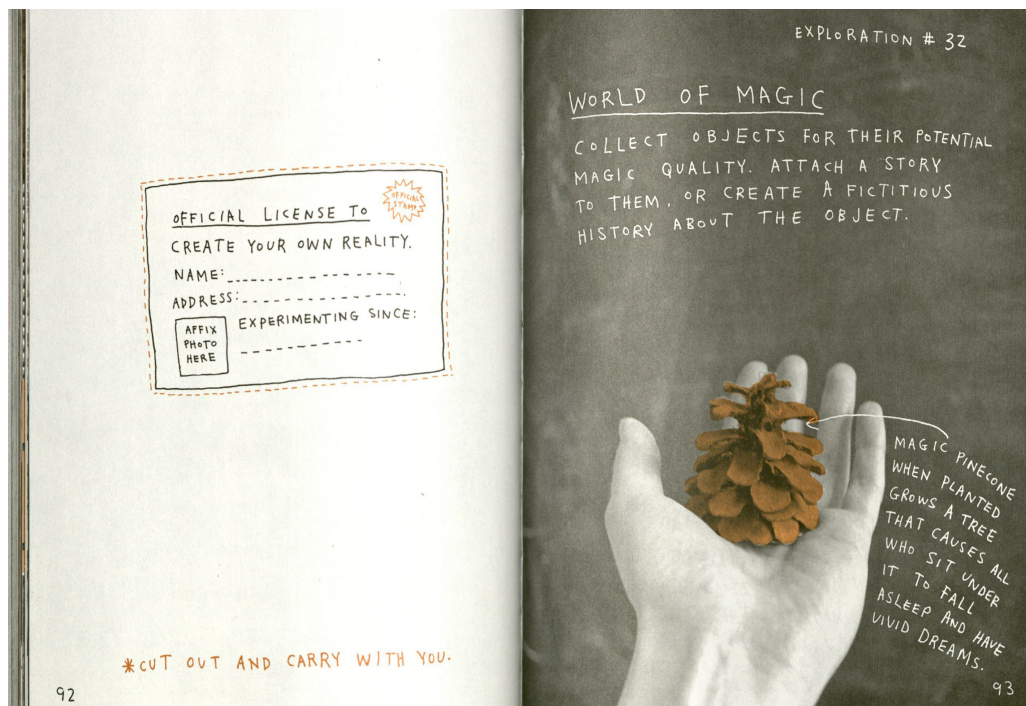 OFFICIAL STAMP
OFFICIAL LICENSE TO
CREATE YOUR OWN REALITY.
NAME:
ADDRESS:
AFFIX
PHOTO
HERE
EXPERIMENTING SINCE:
*CUT OUT AND CARRY WITH YOU.
92
EXPLORATION # 32
WORLD OF MAGIC
COLLECT OBJECTS FOR THEIR POTENTIAL
MAGIC QUALITY. ATTACH A STORY
TO THEM, OR CREATE A FICTITIOUS
HISTORY ABOUT THE OBJECT.
MAGIC PINECONE
WHEN PLANTED
GROWS A TREE
THAT CAUSES ALL
WHO SIT UNDER
IT TO FALL
ASLEEP AND HAVE
VIVID DREAMS.
93